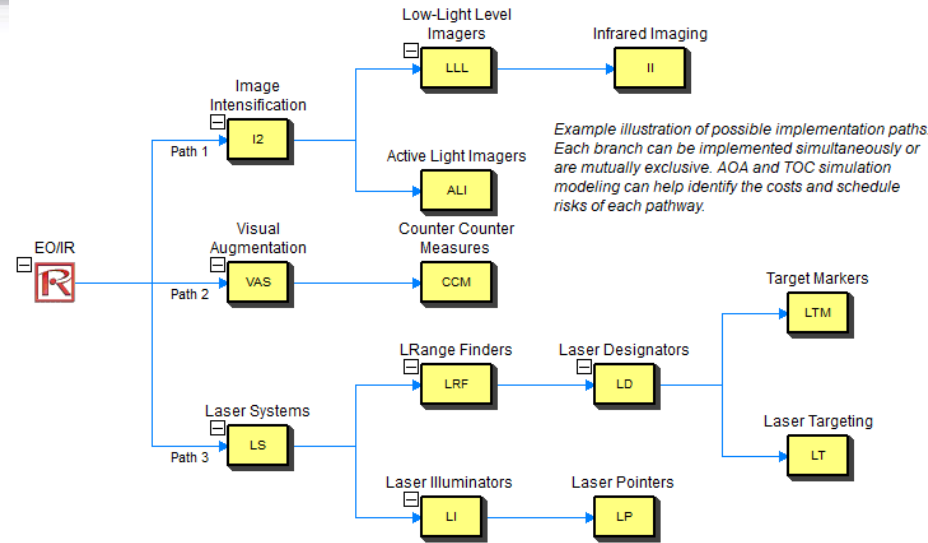 Low-Light Level
Imagers
LLL
Infrared Imaging
II
Image
Intensification
I2
Path 1
Example illustration of possible implementation paths.
Each branch can be implemented simultaneously or
are mutually exclusive. AOA and TOC simulation
modeling can help identify the costs and schedule
risks of each pathway.
Active Light Imagers
ALI
EO/IR
R
Visual
Augmentation
VAS
Path 2
Counter Counter
Measures
CCM
Target Markers
LTM
LRange Finders
LRF
Laser Designators
LD
Laser Systems
LS
Path 3
Laser Targeting
LT
Laser Illuminators
LI
Laser Pointers
LP